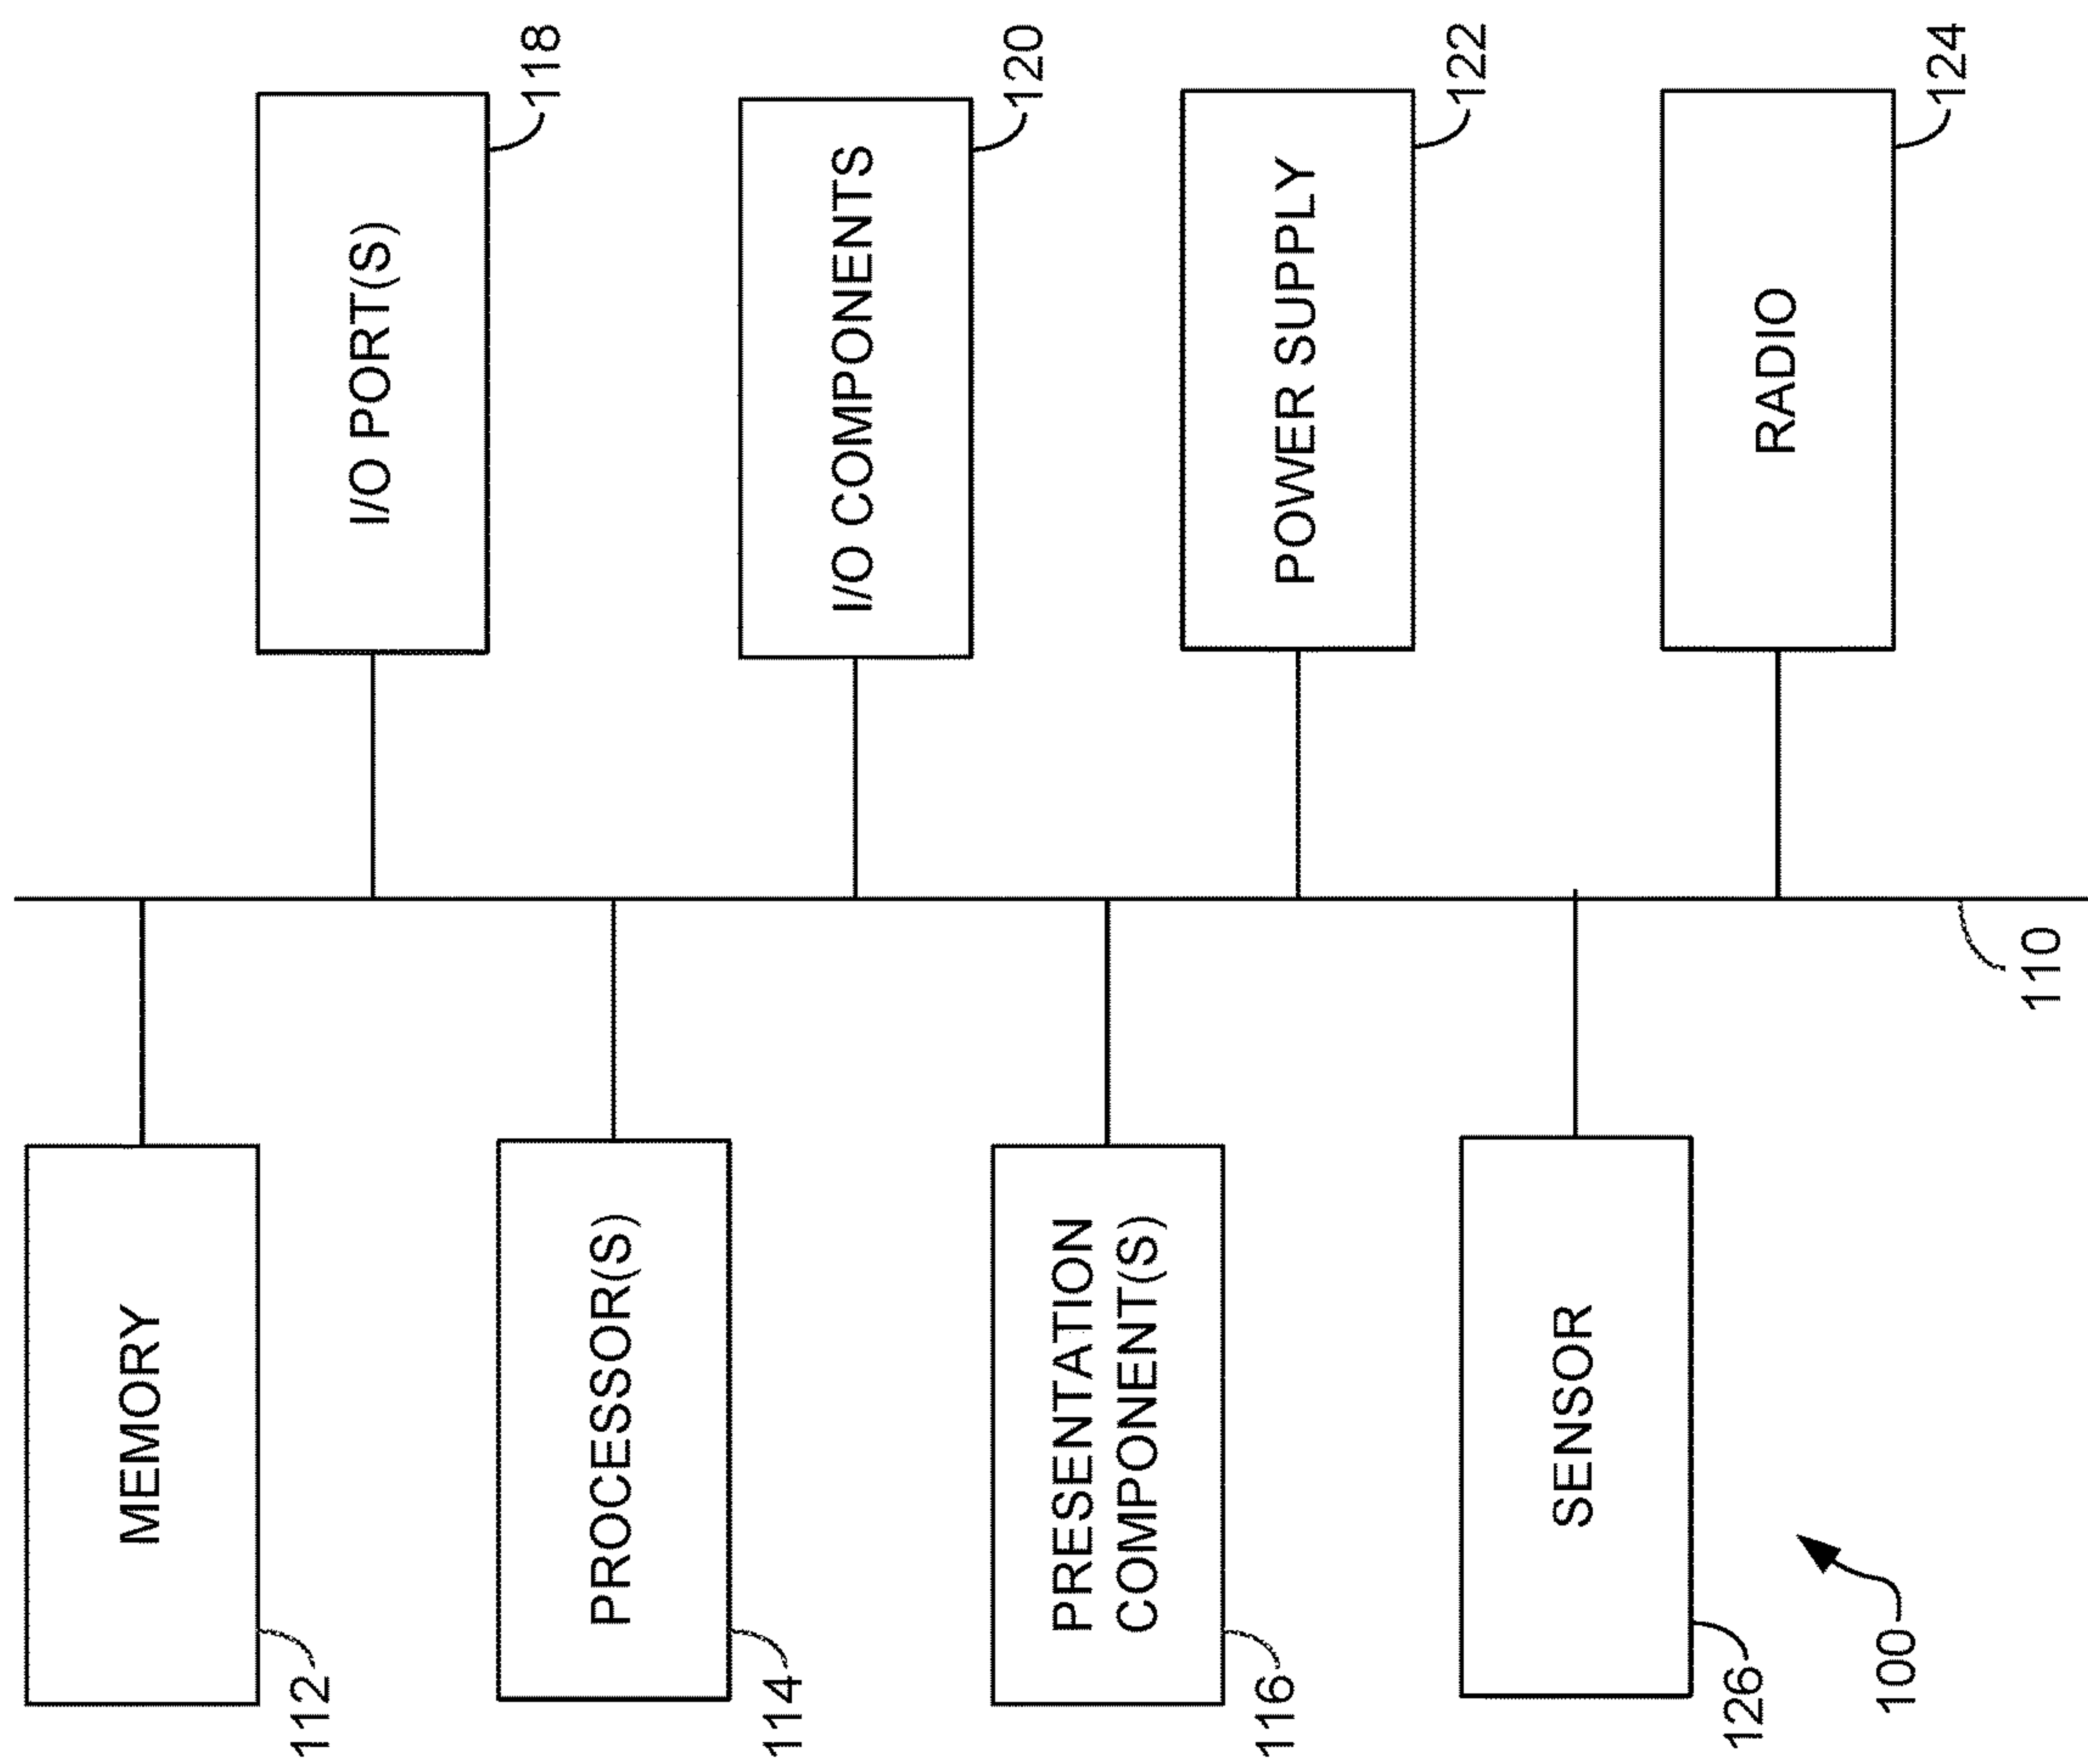 MEMORY
112
I/O PORT(S)
118
PROCESSOR(S)
114
I/O COMPONENTS
120
PRESENTATION
COMPONENT(S)
116
POWER SUPPLY
122
SENSOR
126
RADIO
124
110
100